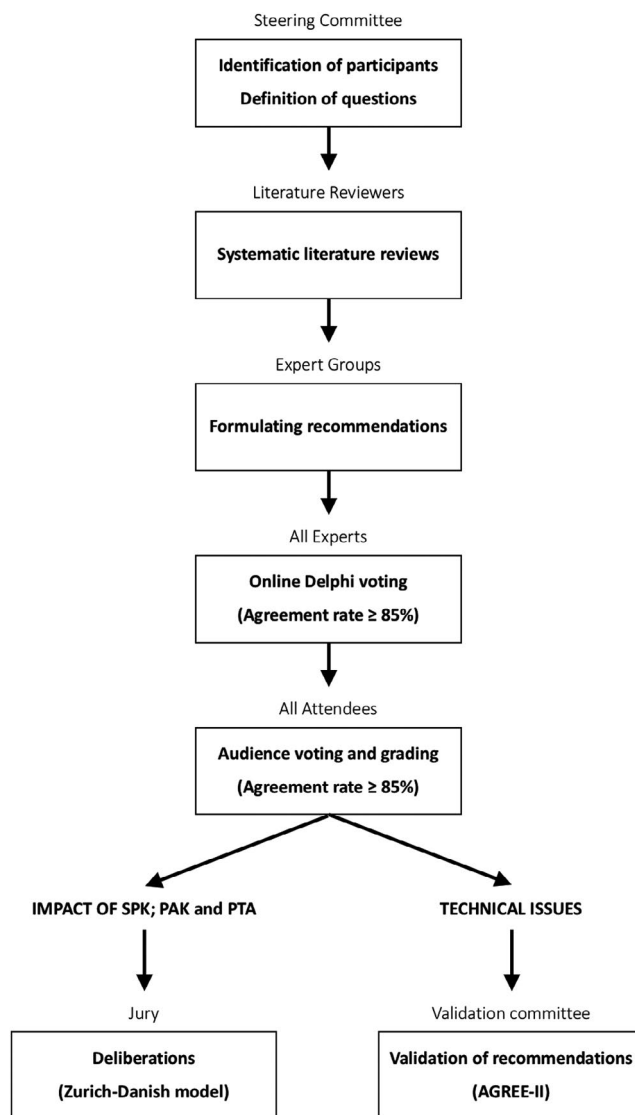 Steering Committee
Identification of participants
Definition of questions
Literature Reviewers
Systematic literature reviews
Expert Groups
Formulating recommendations
All Experts
Online Delphi voting
(Agreement rate ≥ 85%)
All Attendees
Audience voting and grading
(Agreement rate ≥ 85%)
IMPACT OF SPK; PAK and PTA
TECHNICAL ISSUES
Jury
Deliberations
(Zurich-Danish model)
Validation committee
Validation of recommendations
(AGREE-II)